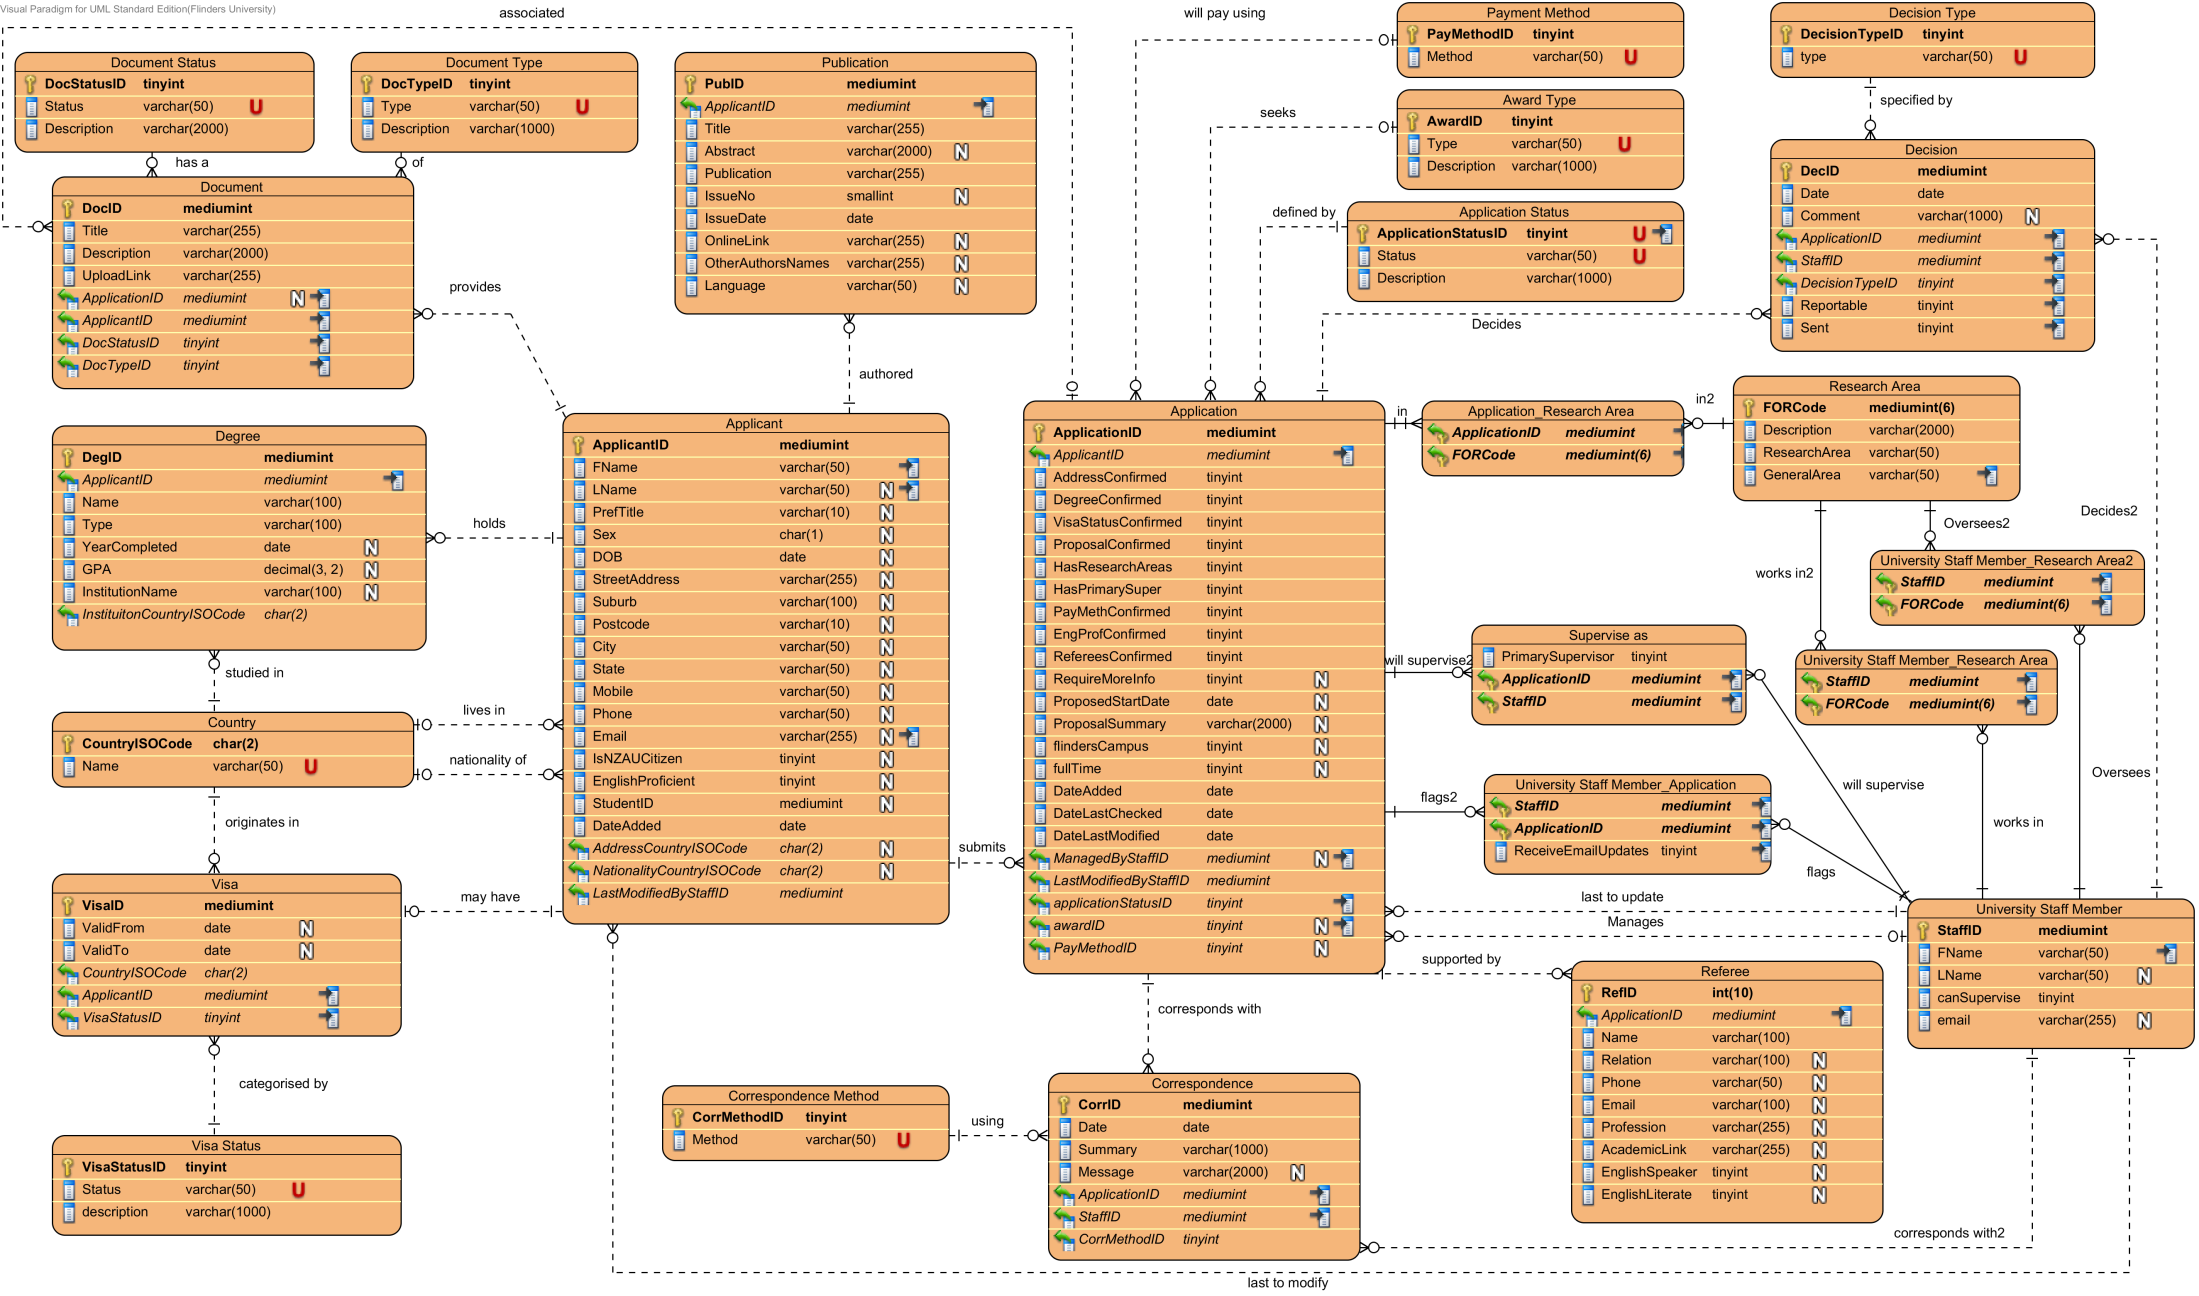 Visual Paradigm for UML Standard Edition(Flinders University)
associated
will pay using
seeks
defined by
Document Status
DocStatusID tinyint
Status varchar(50) U
Description varchar(2000)
has a
Document Type
DocTypeID tinyint
Type varchar(50) U
Description varchar(1000)
of
Publication
PubID mediumint
ApplicantID mediumint
Title varchar(255)
Abstract varchar(2000) N
Publication varchar(255)
IssueNo smallint N
IssueDate date
OnlineLink varchar(255) N
OtherAuthorsNames varchar(255) N
Language varchar(50) N
authored
Payment Method
PayMethodID tinyint
Method varchar(50) U
Award Type
AwardID tinyint
Type varchar(50) U
Description varchar(1000)
Application Status
ApplicationStatusID tinyint U
Status varchar(50) U
Description varchar(1000)
Decides
Decision Type
DecisionTypeID tinyint
type varchar(50) U
specified by
Decision
DecID mediumint
Date date
Comment varchar(1000) N
ApplicationID mediumint
StaffID mediumint
DecisionTypeID tinyint
Reportable tinyint
Sent tinyint
Decides2
Document
DocID mediumint
Title varchar(255)
Description varchar(2000)
UploadLink varchar(255)
ApplicationID mediumint N
ApplicantID mediumint
DocStatusID tinyint
DocTypeID tinyint
provides
Degree
DegID mediumint
ApplicantID mediumint
Name varchar(100)
Type varchar(100)
YearCompleted date N
GPA decimal(3, 2) N
InstitutionName varchar(100) N
InstituitonCountryISOCode char(2)
holds
studied in
Country
CountryISOCode char(2)
Name varchar(50) U
lives in
nationality of
originates in
Visa
VisaID mediumint
ValidFrom date N
ValidTo date N
CountryISOCode char(2)
ApplicantID mediumint
VisaStatusID tinyint
may have
categorised by
Visa Status
VisaStatusID tinyint
Status varchar(50) U
description varchar(1000)
Applicant
ApplicantID mediumint
FName varchar(50)
LName varchar(50) N
PrefTitle varchar(10) N
Sex char(1) N
DOB date N
StreetAddress varchar(255) N
Suburb varchar(100) N
Postcode varchar(10) N
City varchar(50) N
State varchar(50) N
Mobile varchar(50) N
Phone varchar(50) N
Email varchar(255) N
IsNZAUCitizen tinyint N
EnglishProficient tinyint N
StudentID mediumint N
DateAdded date
AddressCountryISOCode char(2) N
NationalityCountryISOCode char(2) N
LastModifiedByStaffID mediumint
submits
Application
ApplicationID mediumint
ApplicantID mediumint
AddressConfirmed tinyint
DegreeConfirmed tinyint
VisaStatusConfirmed tinyint
ProposalConfirmed tinyint
HasResearchAreas tinyint
HasPrimarySuper tinyint
PayMethConfirmed tinyint
EngProfConfirmed tinyint
RefereesConfirmed tinyint
RequireMoreInfo tinyint N
ProposedStartDate date N
ProposalSummary varchar(2000) N
flindersCampus tinyint N
fullTime tinyint N
DateAdded date
DateLastChecked date
DateLastModified date
ManagedByStaffID mediumint N
LastModifiedByStaffID mediumint
applicationStatusID tinyint
awardID tinyint N
PayMethodID tinyint N
in
Application_Research Area
ApplicationID mediumint
FORCode mediumint(6)
in2
Research Area
FORCode mediumint(6)
Description varchar(2000)
ResearchArea varchar(50)
GeneralArea varchar(50)
works in2
Oversees2
University Staff Member_Research Area2
StaffID mediumint
FORCode mediumint(6)
University Staff Member_Research Area
StaffID mediumint
FORCode mediumint(6)
will supervise2
Supervise as
PrimarySupervisor tinyint
ApplicationID mediumint
StaffID mediumint
will supervise
Oversees
works in
flags2
University Staff Member_Application
StaffID mediumint
ApplicationID mediumint
ReceiveEmailUpdates tinyint
flags
last to update
Manages
supported by
University Staff Member
StaffID mediumint
FName varchar(50)
LName varchar(50) N
canSupervise tinyint
email varchar(255) N
Referee
RefID int(10)
ApplicationID mediumint
Name varchar(100)
Relation varchar(100) N
Phone varchar(50) N
Email varchar(100) N
Profession varchar(255) N
AcademicLink varchar(255) N
EnglishSpeaker tinyint N
EnglishLiterate tinyint N
corresponds with
Correspondence Method
CorrMethodID tinyint
Method varchar(50) U
using
Correspondence
CorrID mediumint
Date date
Summary varchar(1000)
Message varchar(2000) N
ApplicationID mediumint
StaffID mediumint
CorrMethodID tinyint
corresponds with2
last to modify